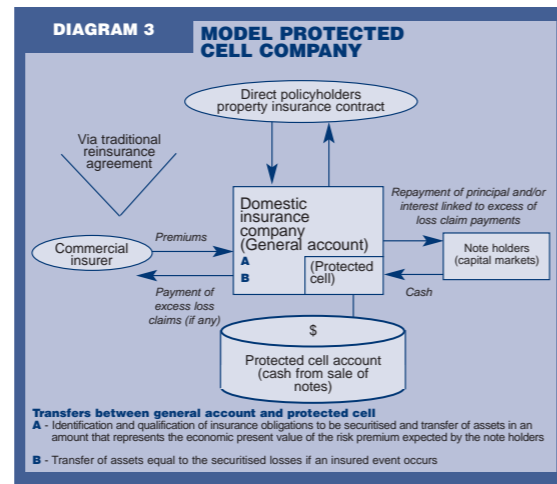 DIAGRAM 3
MODEL PROTECTED
CELL COMPANY
Direct policyholders
property insurance contract
Via traditional
reinsurance
agreement
Domestic
insurance
company
(General account)
A
B
(Protected
cell)
Repayment of principal and/or
interest linked to excess of
loss claim payments
Commercial
insurer
Premiums
Note holders
(capital markets)
Payment of
excess loss
claims (if any)
Cash
$
Protected cell account
(cash from sale of
notes)
Transfers between general account and protected cell
A - Identification and qualification of insurance obligations to be securitised and transfer of assets in an
amount that represents the economic present value of the risk premium expected by the note holders
B - Transfer of assets equal to the securitised losses if an insured event occurs